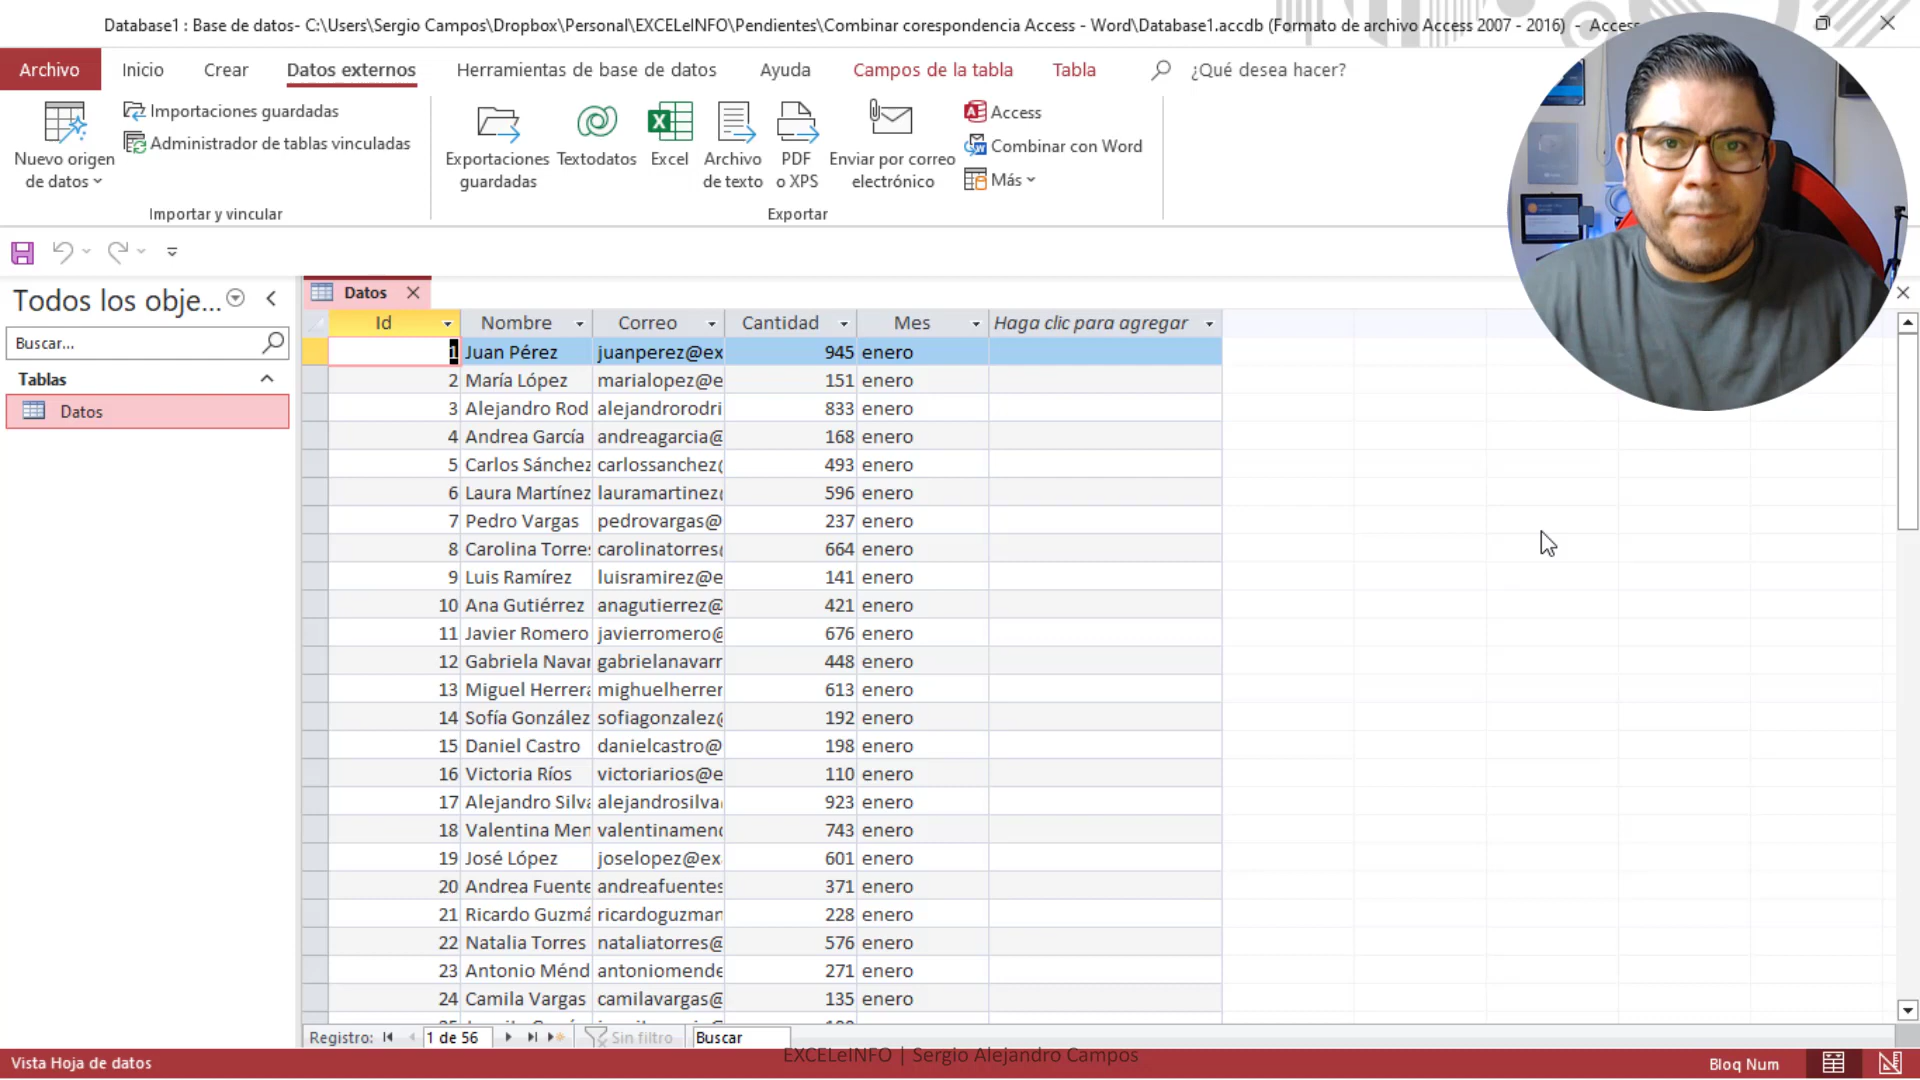 Database1 : Base de datos- C:\Users\Sergio Campos\Dropbox\Personal\EXCELeINFO\Pendientes\Combinar corespondencia Access - Word\Database1.accdb (Formato de archivo Access 2007 - 2016) - Access
Archivo Inicio Crear Datos externos Herramientas de base de datos Ayuda Campos de la tabla Tabla ¿Qué desea hacer?
Nuevo origen de datos
Importaciones guardadas
Administrador de tablas vinculadas
Importar y vincular
Exportaciones guardadas
Textodatos
Excel
Archivo de texto
PDF o XPS
Enviar por correo electrónico
Access
Combinar con Word
Más
Exportar
Todos los obje...
Buscar...
Tablas
Datos
Datos
Id Nombre Correo Cantidad Mes Haga clic para agregar
1 Juan Pérez juanperez@ex 945 enero
2 María López marialopez@e 151 enero
3 Alejandro Rod alejandrorodri 833 enero
4 Andrea García andreagarcia@ 168 enero
5 Carlos Sánchez carlossanchez 493 enero
6 Laura Martínez lauramartinez 596 enero
7 Pedro Vargas pedrovargas@ 237 enero
8 Carolina Torre carolinatorres 664 enero
9 Luis Ramírez luisramirez@e 141 enero
10 Ana Gutiérrez anagutierrez@ 421 enero
11 Javier Romero javierromero@ 676 enero
12 Gabriela Nava gabrielanavarr 448 enero
13 Miguel Herrer mighuelherrer 613 enero
14 Sofía González sofiagonzalez 192 enero
15 Daniel Castro danielcastro@ 198 enero
16 Victoria Ríos victoriarios@e 110 enero
17 Alejandro Silv alejandrosilva 923 enero
18 Valentina Men valentinamen 743 enero
19 José López joselopez@ex 601 enero
20 Andrea Fuente andreafuentes 371 enero
21 Ricardo Guzmá ricardoguzman 228 enero
22 Natalia Torres nataliatorres@ 576 enero
23 Antonio Ménd antoniomende 271 enero
24 Camila Vargas camilavargas@ 135 enero
Registro: 1 de 56 Sin filtro Buscar
EXCELeINFO | Sergio Alejandro Campos
Vista Hoja de datos
Bloq Num